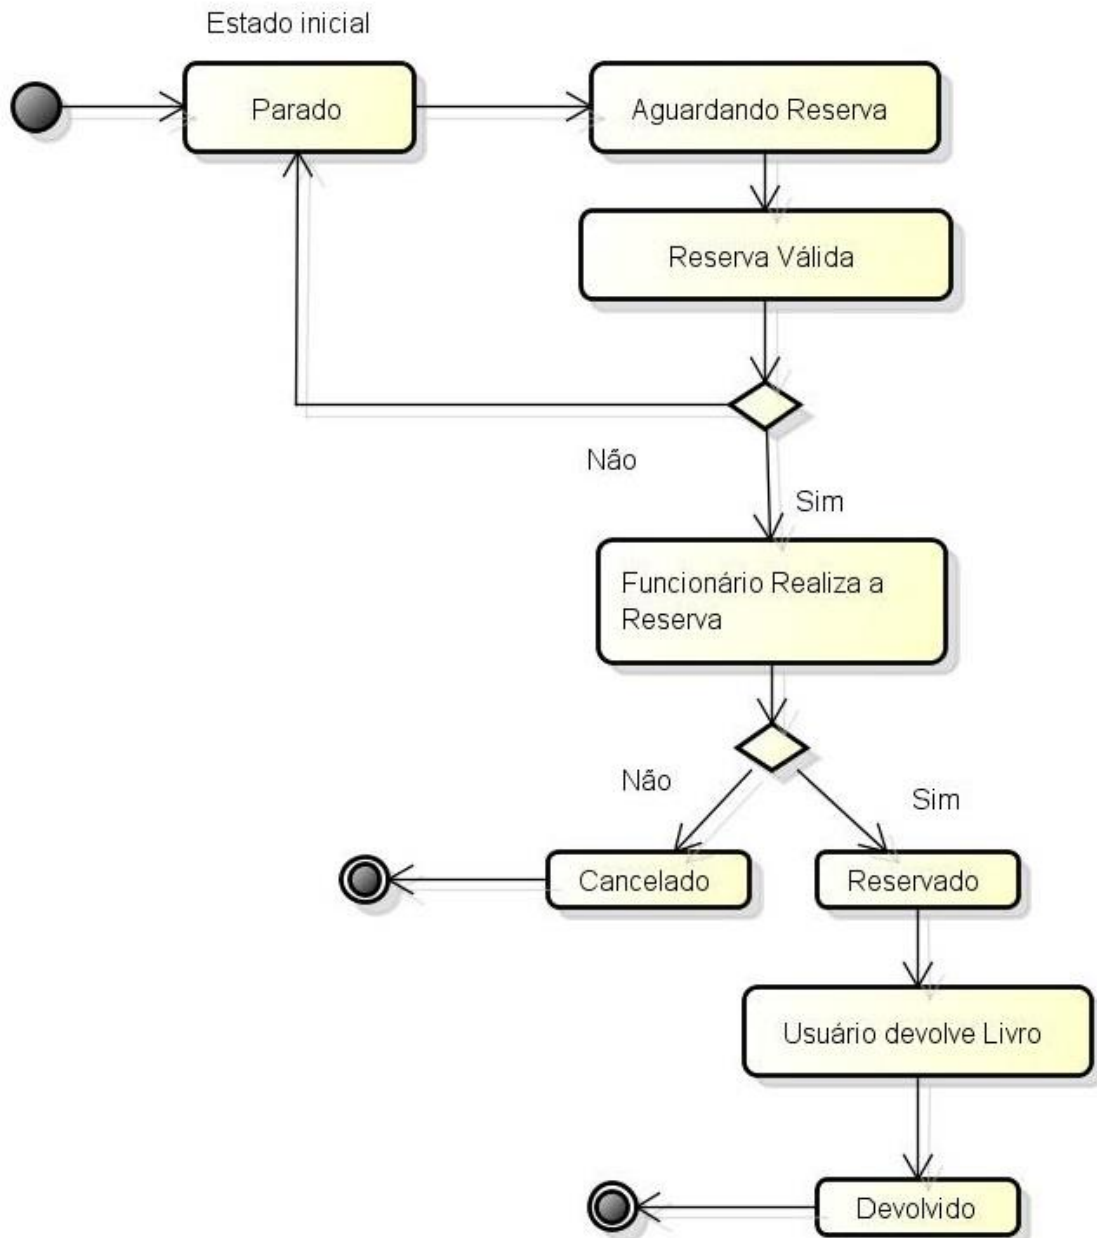 Estado inicial
Parado
Aguardando Reserva
Reserva Válida
Não
Sim
Funcionário Realiza a
Reserva
Não
Sim
Cancelado
Reservado
Usuário devolve Livro
Devolvido